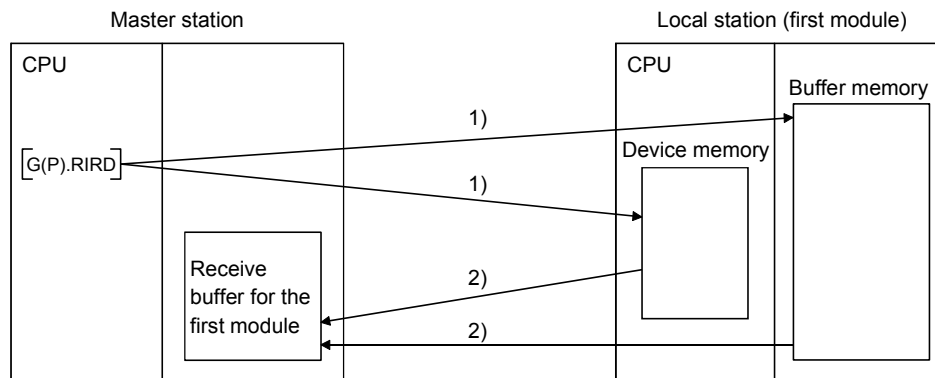 Master station
Local station (first module)
CPU
CPU
Buffer memory
1)
[G(P).RIRD]
Device memory
1)
Receive
buffer for the
first module
2)
2)